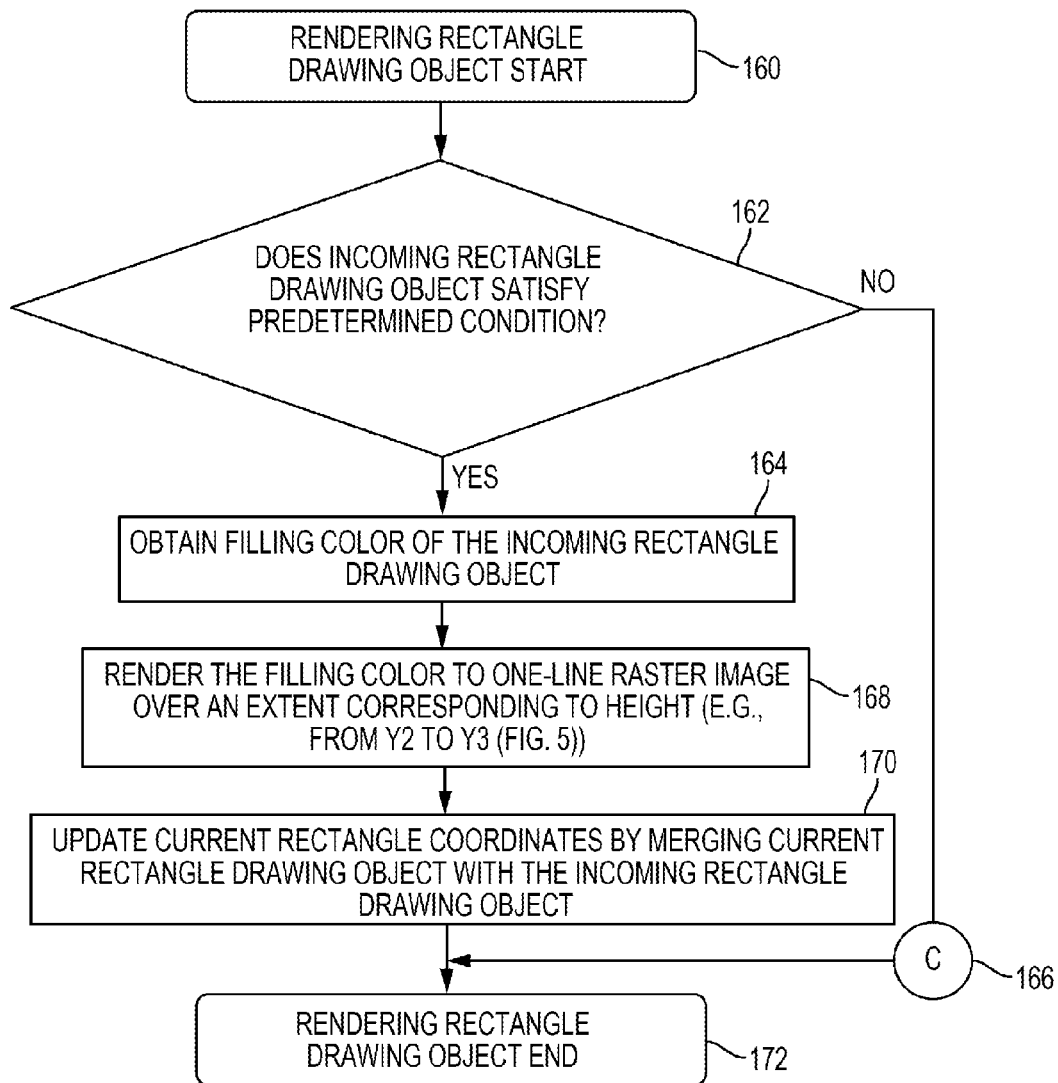 RENDERING RECTANGLE
DRAWING OBJECT START
160
162
DOES INCOMING RECTANGLE
DRAWING OBJECT SATISFY
PREDETERMINED CONDITION?
NO
YES
164
OBTAIN FILLING COLOR OF THE INCOMING RECTANGLE
DRAWING OBJECT
RENDER THE FILLING COLOR TO ONE-LINE RASTER IMAGE
OVER AN EXTENT CORRESPONDING TO HEIGHT (E.G.,
FROM Y2 TO Y3 (FIG. 5))
168
170
UPDATE CURRENT RECTANGLE COORDINATES BY MERGING CURRENT
RECTANGLE DRAWING OBJECT WITH THE INCOMING RECTANGLE
DRAWING OBJECT
C
166
RENDERING RECTANGLE
DRAWING OBJECT END
172